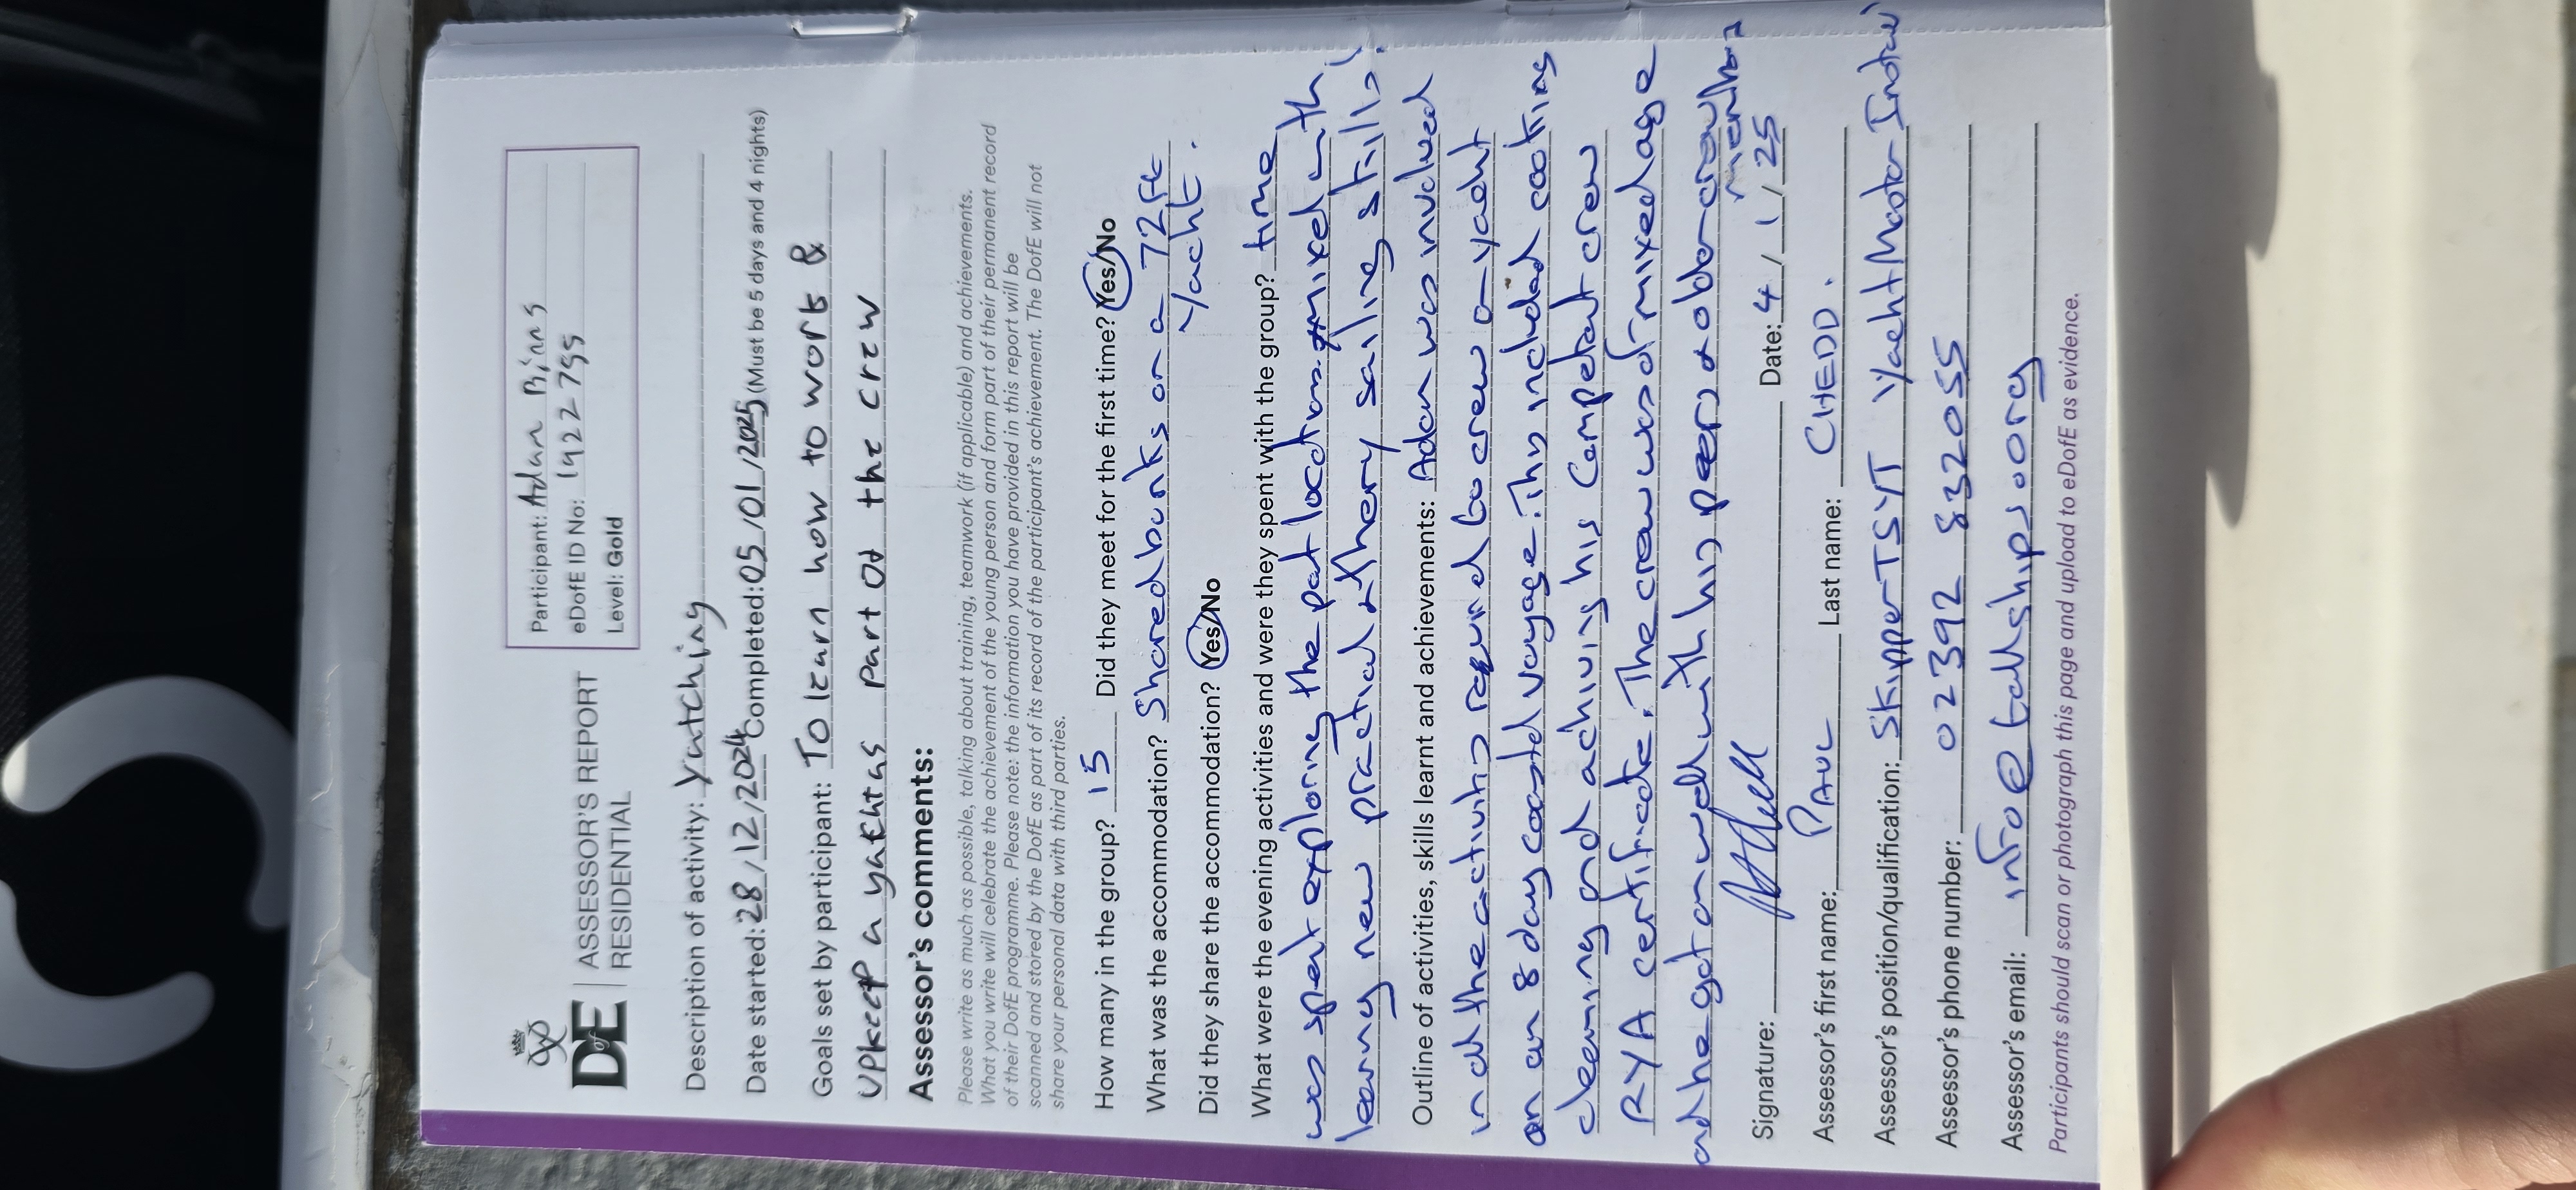 DofE | ASSESSOR'S REPORT
RESIDENTIAL
Participant: Adam Binns
eDofE ID No: 1922795
Level: Gold
Description of activity: Yatching
Date started: 28/12/2024 Completed: 05/01/2025 (Must be 5 days and 4 nights)
Goals set by participant: To learn how to work &
upkeep a yatkht as part of the crew
Assessor's comments:
Please write as much as possible, talking about training, teamwork (if applicable) and achievements.
What you write will celebrate the achievement of the young person and form part of their permanent record
of their DofE programme. Please note: the information you have provided in this report will be
scanned and stored by the DofE as part of its record of the participant's achievement. The DofE will not
share your personal data with third parties.
How many in the group? 15 Did they meet for the first time? Yes/No
What was the accommodation? Shared bunks on a 72ft
Yacht.
Did they share the accommodation? Yes/No
What were the evening activities and were they spent with the group? time
was spent exploring the port locations mixed with
learning new practical & theory sailing skills!
Outline of activities, skills learnt and achievements: Adam was involved
in all the activities required to crew a yacht
on an 8 day coastal voyage. This included cooking
cleaning and achiving his Competent crew
RYA certificate. The crew was of mixed age
and he got on well with his peers & older crew
members
Signature: Date: 4/1/25
Assessor's first name: PAUL Last name: CHEDD.
Assessor's position/qualification: Skipper TSYT Yacht Master
Assessor's phone number: 02392 832055
Assessor's email: info@tallships.org
Participants should scan or photograph this page and upload to eDofE as evidence.